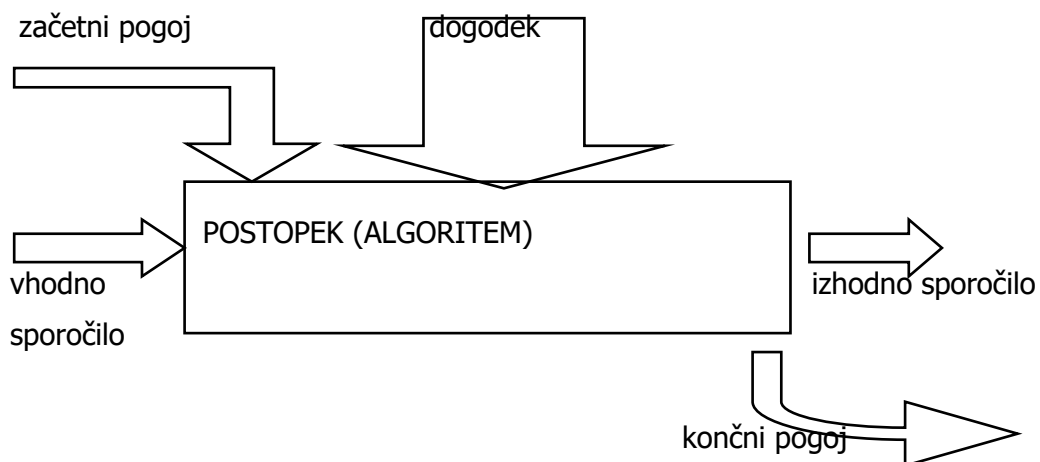 začetni pogoj
dogodek
POSTOPEK (ALGORITEM)
vhodno
sporočilo
izhodno sporočilo
končni pogoj